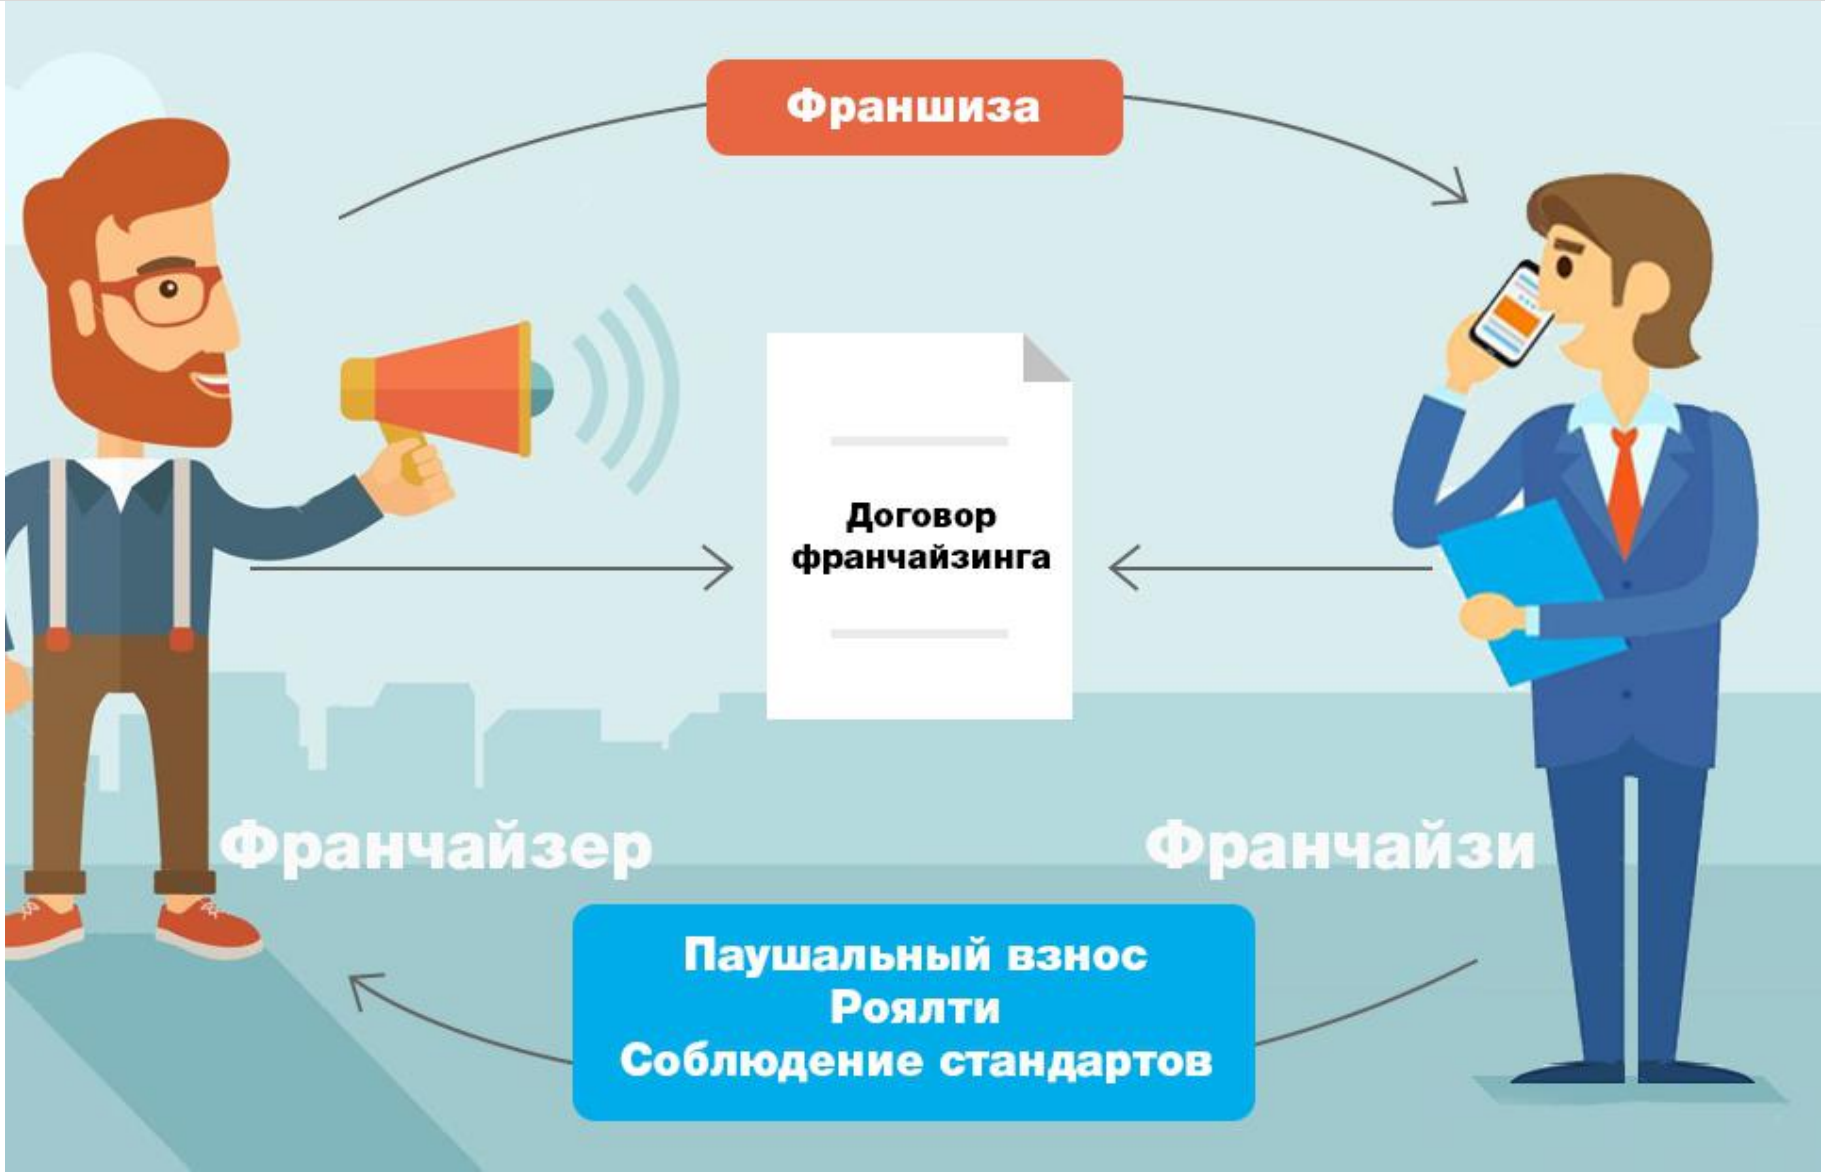 Франшиза
Договор
франчайзинга
Франчайзер
Франчайзи
Паушальный взнос
Роялти
Соблюдение стандартов